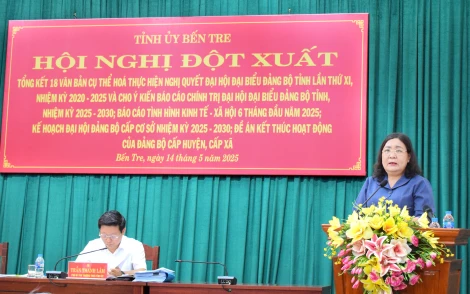 TỈNH ỦY BẾN TRE
HỘI NGHỊ ĐỘT XUẤT
TỔNG KẾT 18 VĂN BẢN CỤ THỂ HOÁ THỰC HIỆN NGHỊ QUYẾT ĐẠI HỘI ĐẠI BIỂU ĐẢNG BỘ TỈNH LẦN THỨ XI,
NHIỆM KỲ 2020 - 2025 VÀ CHO Ý KIẾN BÁO CÁO CHÍNH TRỊ ĐẠI HỘI ĐẠI BIỂU ĐẢNG BỘ TỈNH,
NHIỆM KỲ 2025 - 2030; BÁO CÁO TÌNH HÌNH KINH TẾ - XÃ HỘI 6 THÁNG ĐẦU NĂM 2025;
KẾ HOẠCH ĐẠI HỘI ĐẢNG BỘ CẤP CƠ SỞ NHIỆM KỲ 2025 - 2030; ĐỀ ÁN KẾT THÚC HOẠT ĐỘNG
CỦA ĐẢNG BỘ CẤP HUYỆN, CẤP XÃ
Bến Tre, ngày 14 tháng 5 năm 2025
TRẦN THANH LÂM